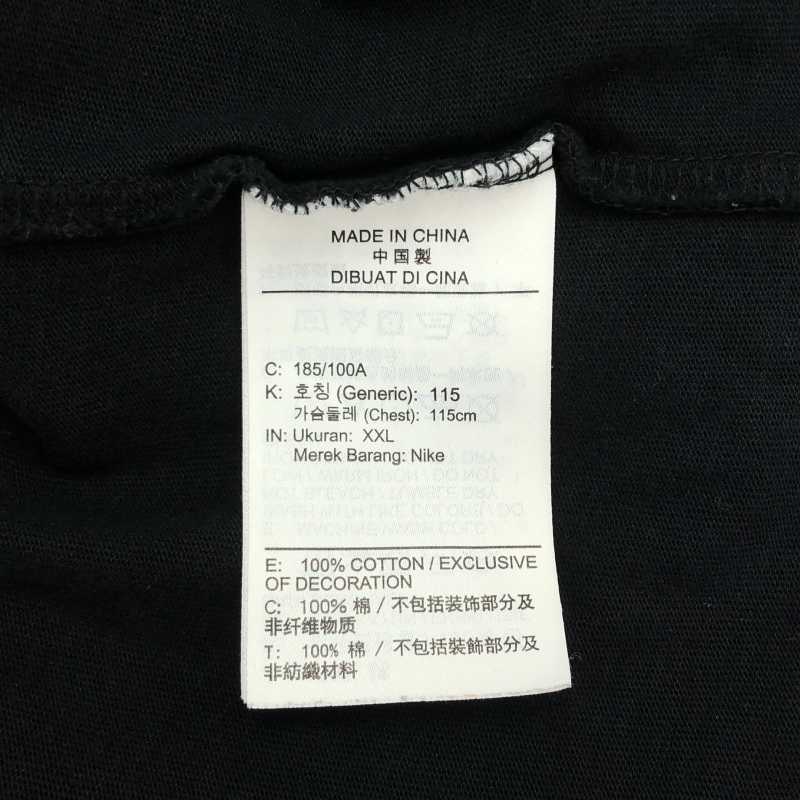 MADE IN CHINA
中国製
DIBUAT DI CINA
C: 185/100A
K: 호칭 (Generic): 115
가슴둘레 (Chest): 115cm
IN: Ukuran: XXL
Merek Barang: Nike
E: 100% COTTON / EXCLUSIVE
OF DECORATION
C: 100% 棉 / 不包括装饰部分及
非纤维物质
T: 100% 棉 / 不包括裝飾部分及
非紡織材料